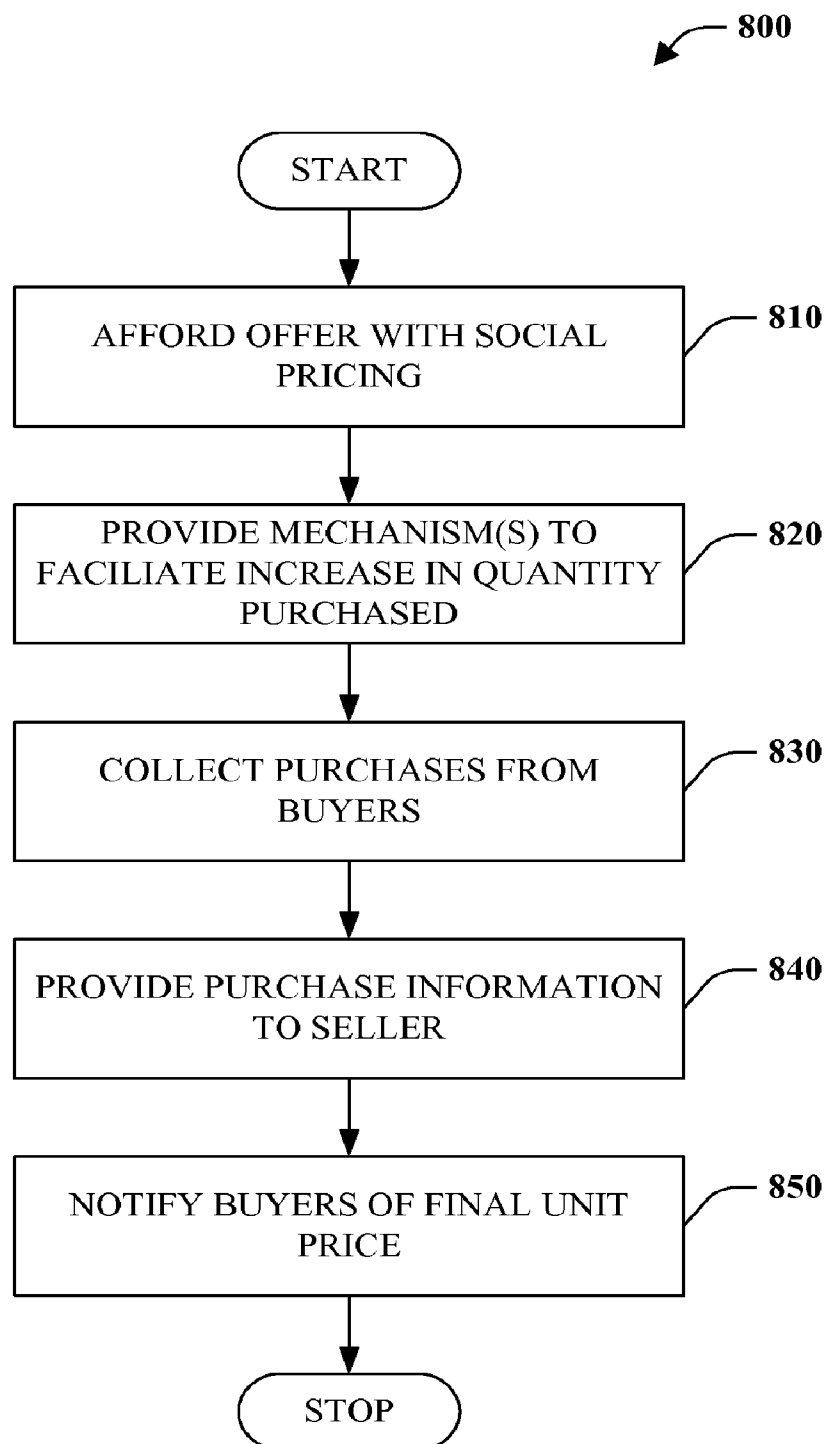 800
START
AFFORD OFFER WITH SOCIAL
PRICING
810
PROVIDE MECHANISM(S) TO
FACILIATE INCREASE IN QUANTITY
PURCHASED
820
COLLECT PURCHASES FROM
BUYERS
830
PROVIDE PURCHASE INFORMATION
TO SELLER
840
NOTIFY BUYERS OF FINAL UNIT
PRICE
850
STOP